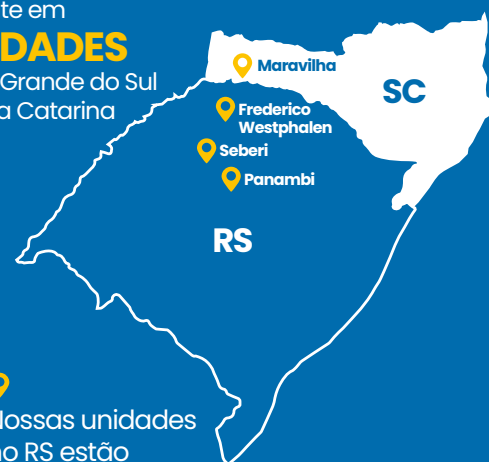 te em
DADES
Grande do Sul
a Catarina
Maravilha
SC
Frederico
Westphalen
Seberi
Panambi
RS
Nossas unidades
no RS estão